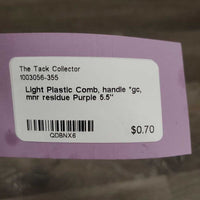 The Tack Collector
1003056-355
Light Plastic Comb, handle *gc,
mnr residue Purple 5.5"
QDBNX6
$0.70